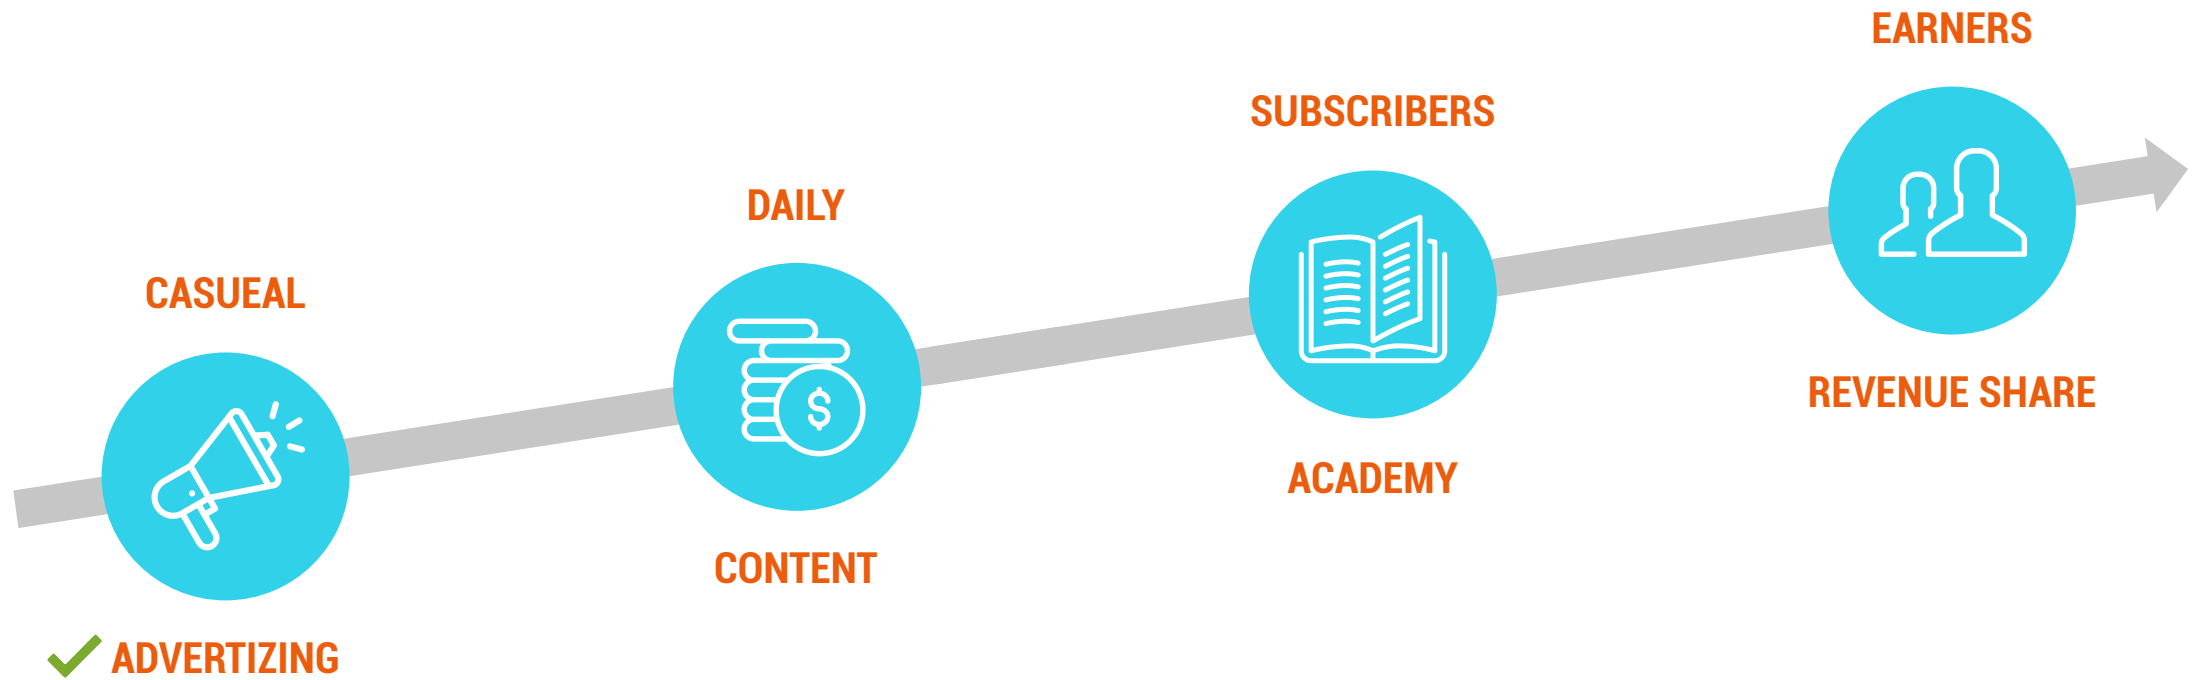 CASUEAL
ADVERTIZING
DAILY
$
CONTENT
SUBSCRIBERS
ACADEMY
EARNERS
REVENUE SHARE